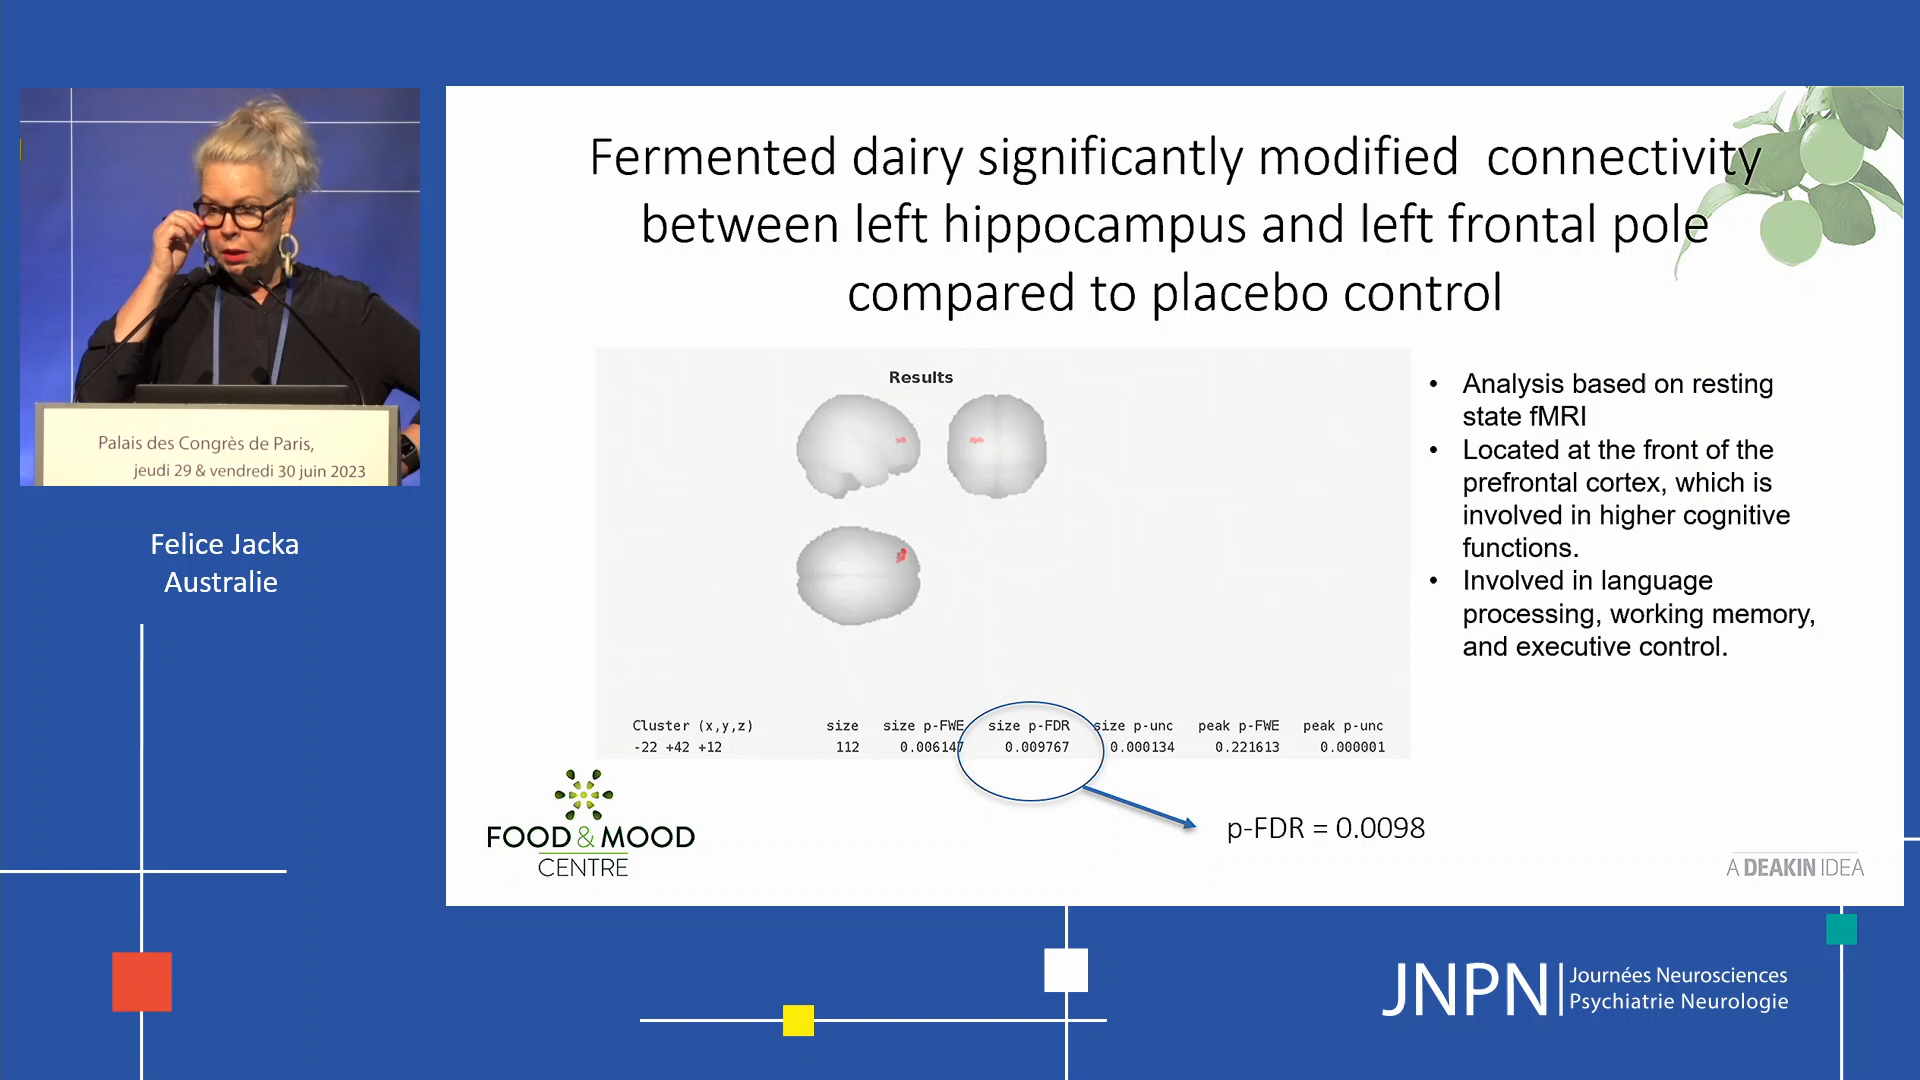 Fermented dairy significantly modified connectivity
between left hippocampus and left frontal pole
compared to placebo control
Palais des Congrès de Paris,
jeudi 29 & vendredi 30 juin 2023
Felice Jacka
Australie
Results
Cluster (x,y,z) size size p-FWE size p-FDR size p-unc peak p-FWE peak p-unc
-22 +42 +12 112 0.006147 0.009767 0.000134 0.221613 0.000001
• Analysis based on resting
state fMRI
• Located at the front of the
prefrontal cortex, which is
involved in higher cognitive
functions.
• Involved in language
processing, working memory,
and executive control.
p-FDR = 0.0098
FOOD & MOOD
CENTRE
A DEAKIN IDEA
JNPN
Journées Neurosciences
Psychiatrie Neurologie